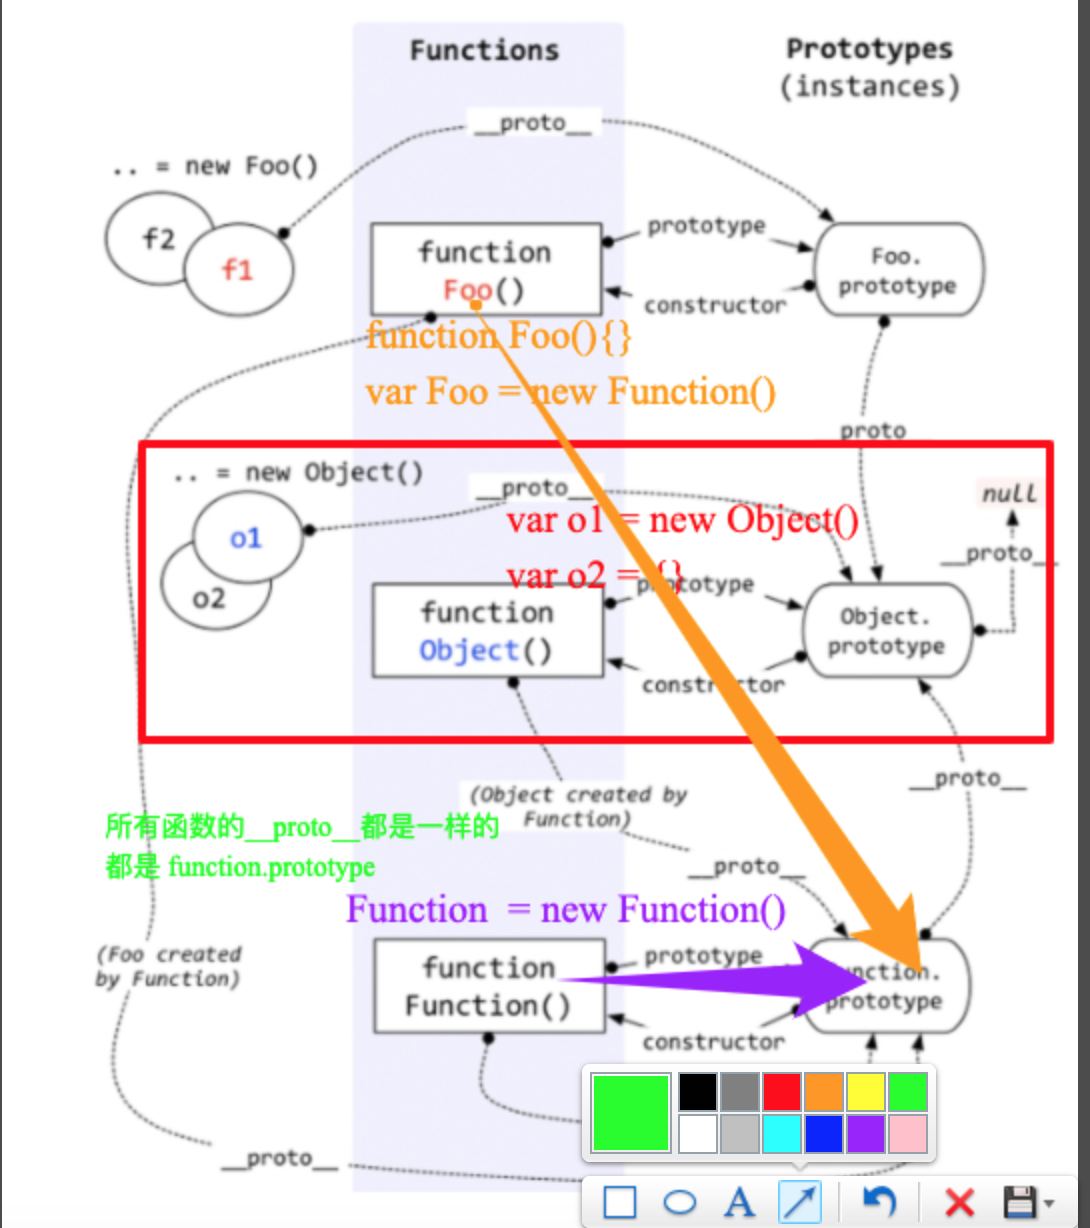 Functions
Prototypes
(instances)
__proto__
.. = new Foo()
f2
f1
function
Foo()
prototype
constructor
Foo.
prototype
function Foo(){}
var Foo = new Function()
__proto__
.. = new Object()
o1
o2
__proto__
null
__proto__
var o1 = new Object()
var o2 = {}
prototype
function
Object()
constructor
Object.
prototype
__proto__
(Object created by
Function)
所有函数的__proto__都是一样的
都是 function.prototype
__proto__
Function = new Function()
(Foo created
by Function)
function
Function()
prototype
constructor
prototype
__proto__
A